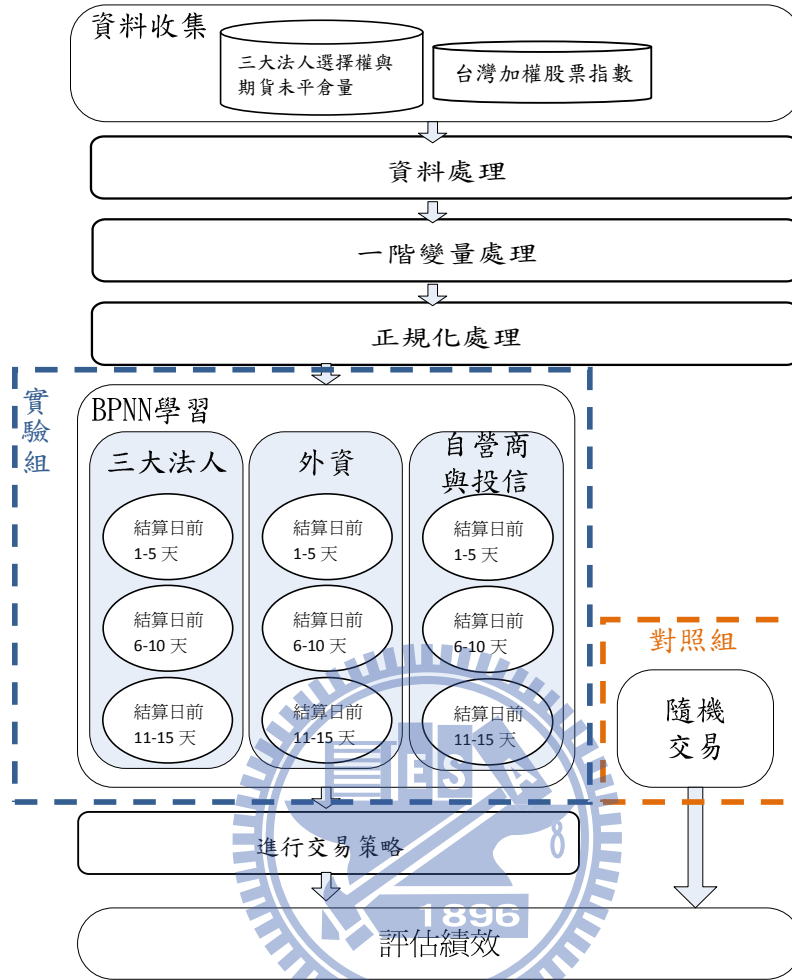 資料收集
三大法人選擇權與
期貨未平倉量
台灣加權股票指數
資料處理
一階變量處理
正規化處理
實
驗
組
BPNN學習
三大法人
結算日前
1-5 天
結算日前
6-10 天
結算日前
11-15 天
外資
結算日前
1-5 天
結算日前
6-10 天
結算日前
11-15 天
自營商
與投信
結算日前
1-5 天
結算日前
6-10 天
結算日前
11-15 天
對照組
隨機
交易
進行交易策略
評估績效
E S A
8
1896